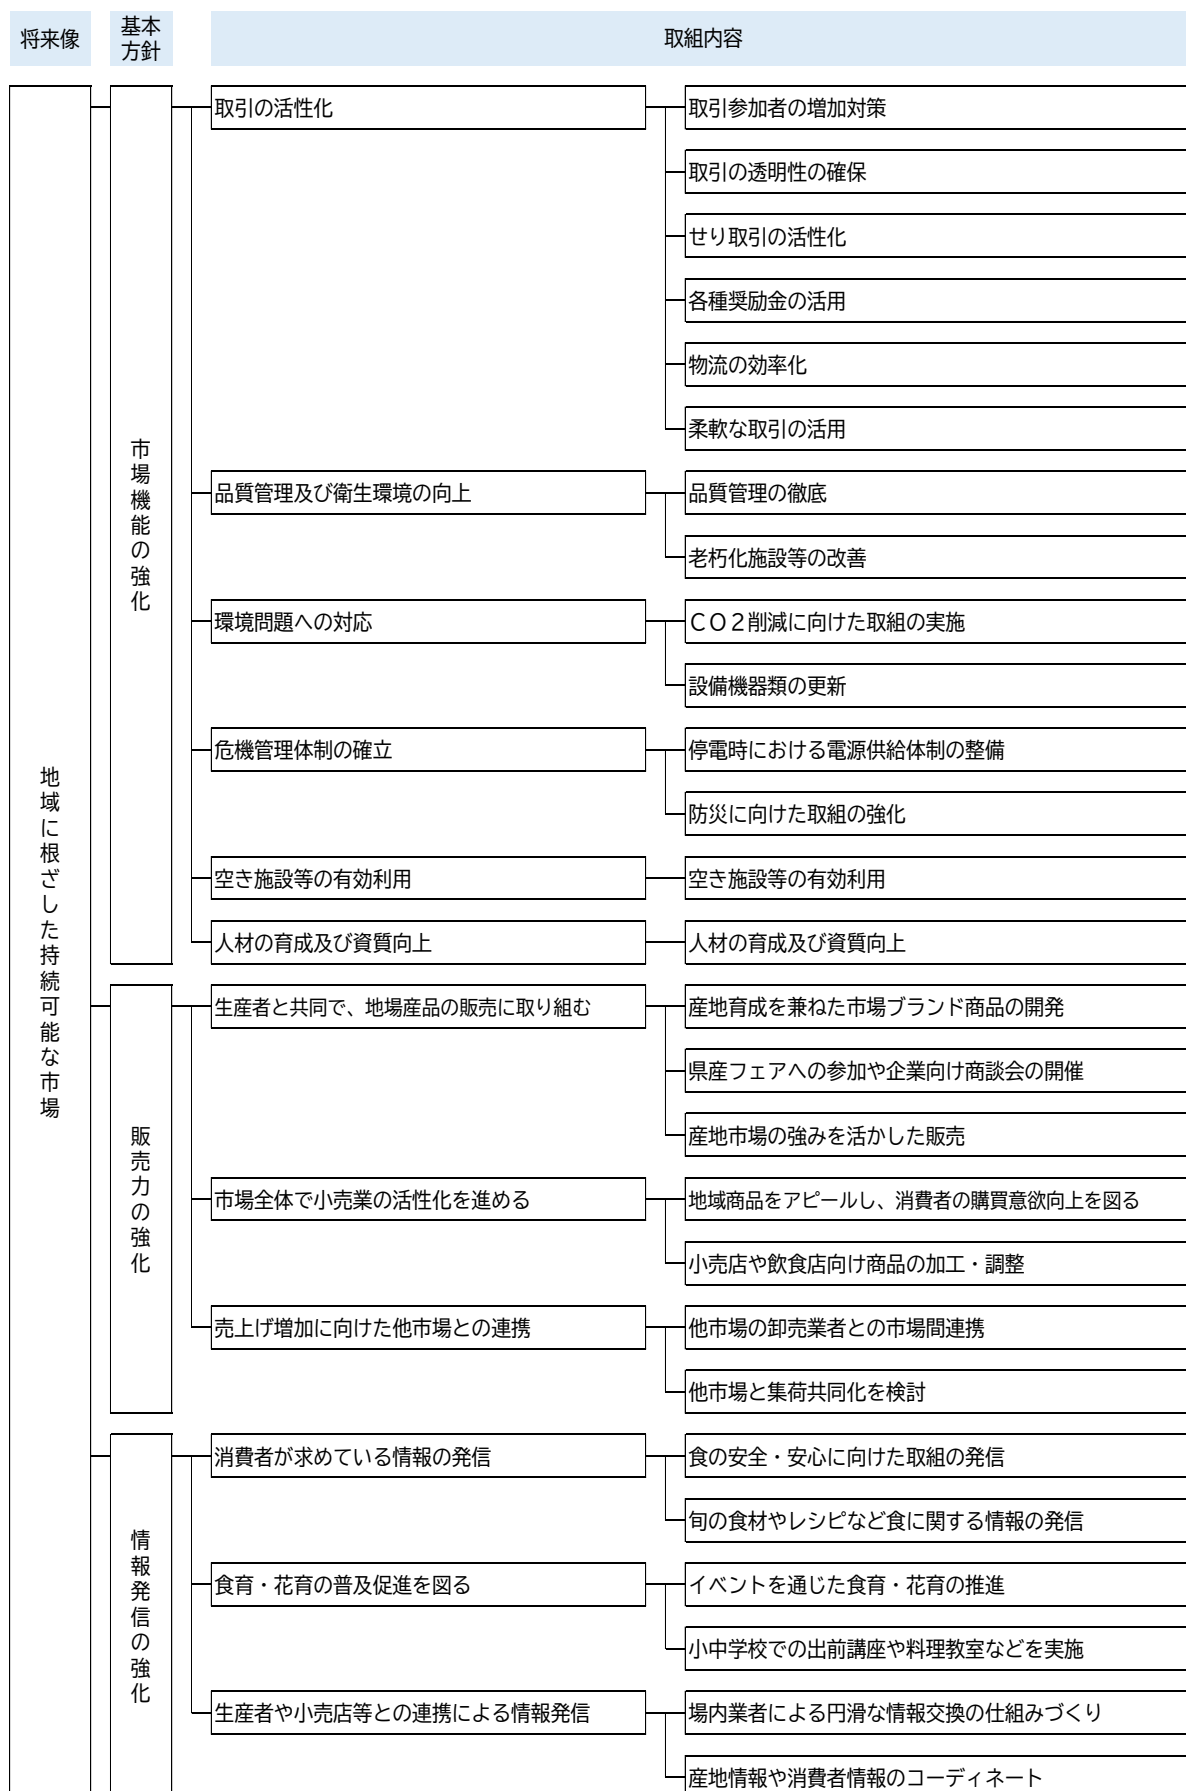 将来像
基本
方針
取組内容
地域に根ざした持続可能な市場
市場機能の強化
取引の活性化
取引参加者の増加対策
取引の透明性の確保
せり取引の活性化
各種奨励金の活用
物流の効率化
柔軟な取引の活用
品質管理及び衛生環境の向上
品質管理の徹底
老朽化施設等の改善
環境問題への対応
ＣＯ２削減に向けた取組の実施
設備機器類の更新
危機管理体制の確立
停電時における電源供給体制の整備
防災に向けた取組の強化
空き施設等の有効利用
空き施設等の有効利用
人材の育成及び資質向上
人材の育成及び資質向上
販売力の強化
生産者と共同で、地場産品の販売に取り組む
産地育成を兼ねた市場ブランド商品の開発
県産フェアへの参加や企業向け商談会の開催
産地市場の強みを活かした販売
市場全体で小売業の活性化を進める
地域商品をアピールし、消費者の購買意欲向上を図る
小売店や飲食店向け商品の加工・調整
売上げ増加に向けた他市場との連携
他市場の卸売業者との市場間連携
他市場と集荷共同化を検討
情報発信の強化
消費者が求めている情報の発信
食の安全・安心に向けた取組の発信
旬の食材やレシピなど食に関する情報の発信
食育・花育の普及促進を図る
イベントを通じた食育・花育の推進
小中学校での出前講座や料理教室などを実施
生産者や小売店等との連携による情報発信
場内業者による円滑な情報交換の仕組みづくり
産地情報や消費者情報のコーディネート